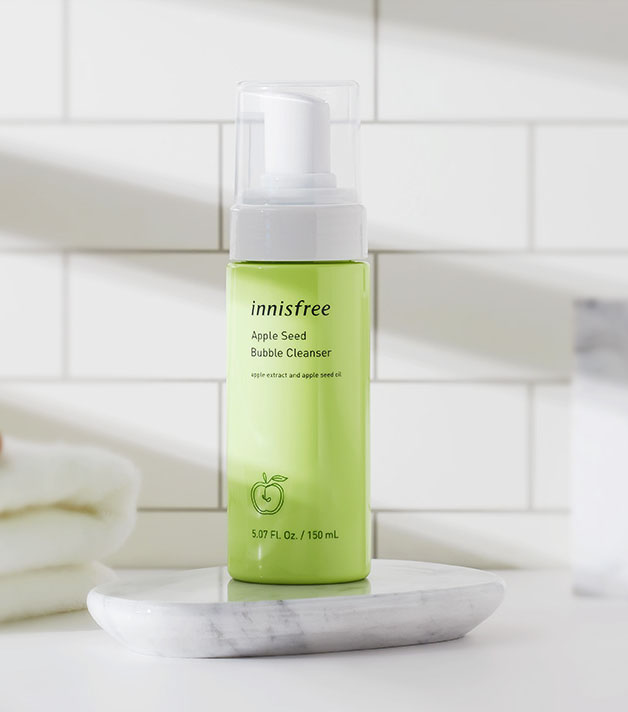 innisfree
Apple Seed
Bubble Cleanser
apple extract and apple seed oil
5.07 FL. Oz. / 150 mL